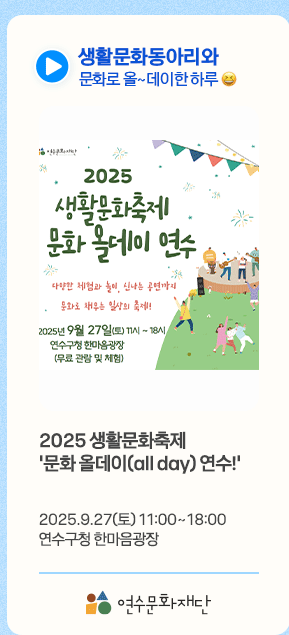 생활문화동아리와
문화로 올~데이한 하루
연수문화재단
2025
생활문화축제
문화 올데이 연수
다양한 체험과 놀이, 신나는 공연까지
문화로 채우는 일상의 축제!
2025년 9월 27일(토) 11시 ~ 18시
연수구청 한마음광장
(무료 관람 및 체험)
2025 생활문화축제
'문화 올데이(all day) 연수!'
2025.9.27(토) 11:00~18:00
연수구청 한마음광장
연수문화재단